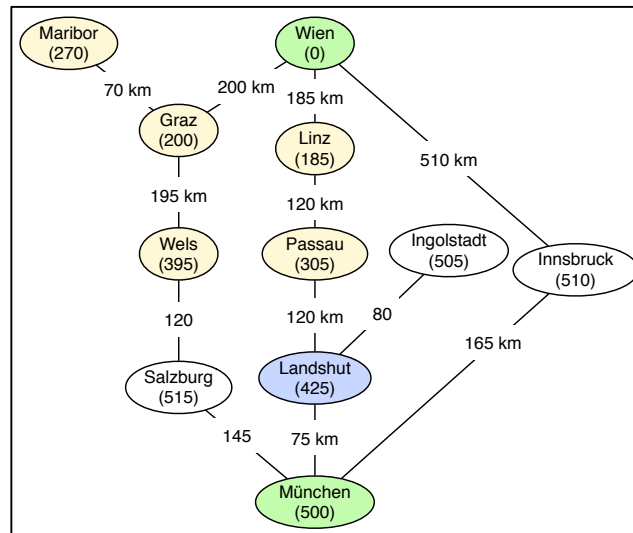 Maribor
(270)
Wien
(0)
70 km
200 km
185 km
Graz
(200)
Linz
(185)
510 km
195 km
120 km
Wels
(395)
Passau
(305)
Ingolstadt
(505)
Innsbruck
(510)
120
120 km
80
165 km
Salzburg
(515)
Landshut
(425)
145
75 km
München
(500)